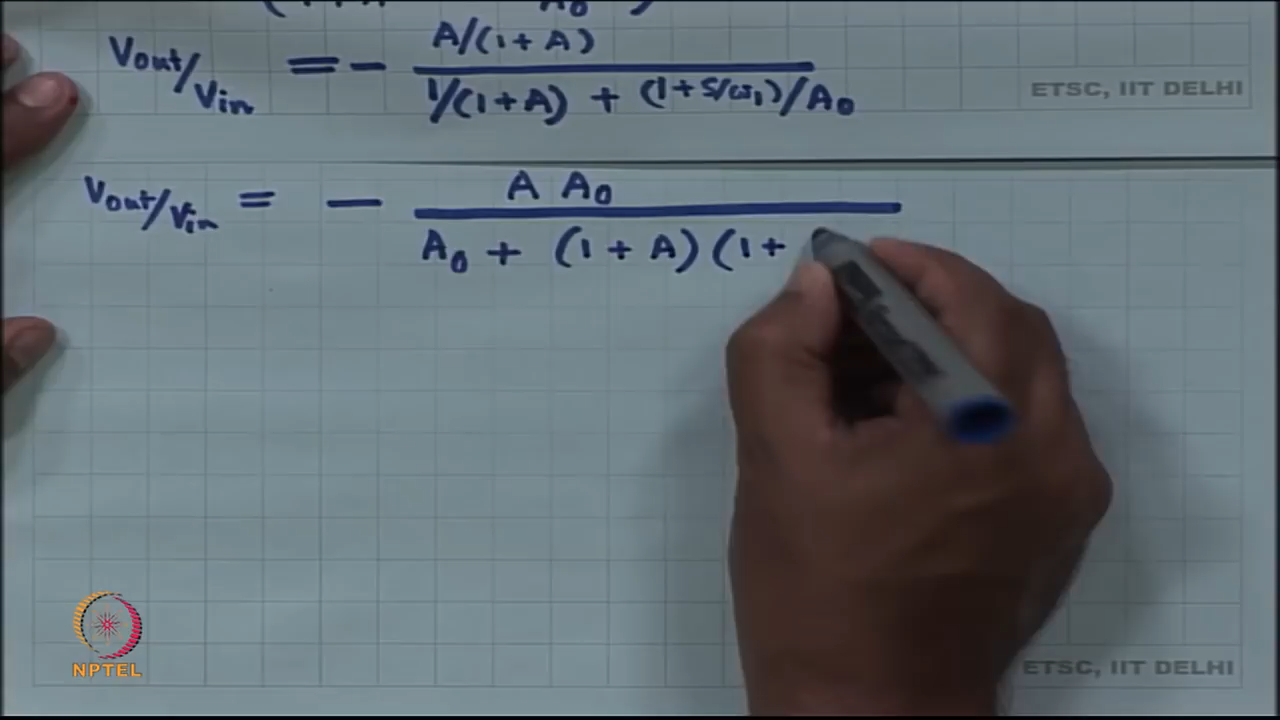 A₀
A/(1+A)
Vout/Vin = - 1/(1+A) + (1+S/ω₁)/A₀
ETSC, IIT DELHI
A A₀
Vout/Vin = - A₀ + (1+A)(1+
NPTEL
ETSC, IIT DELHI